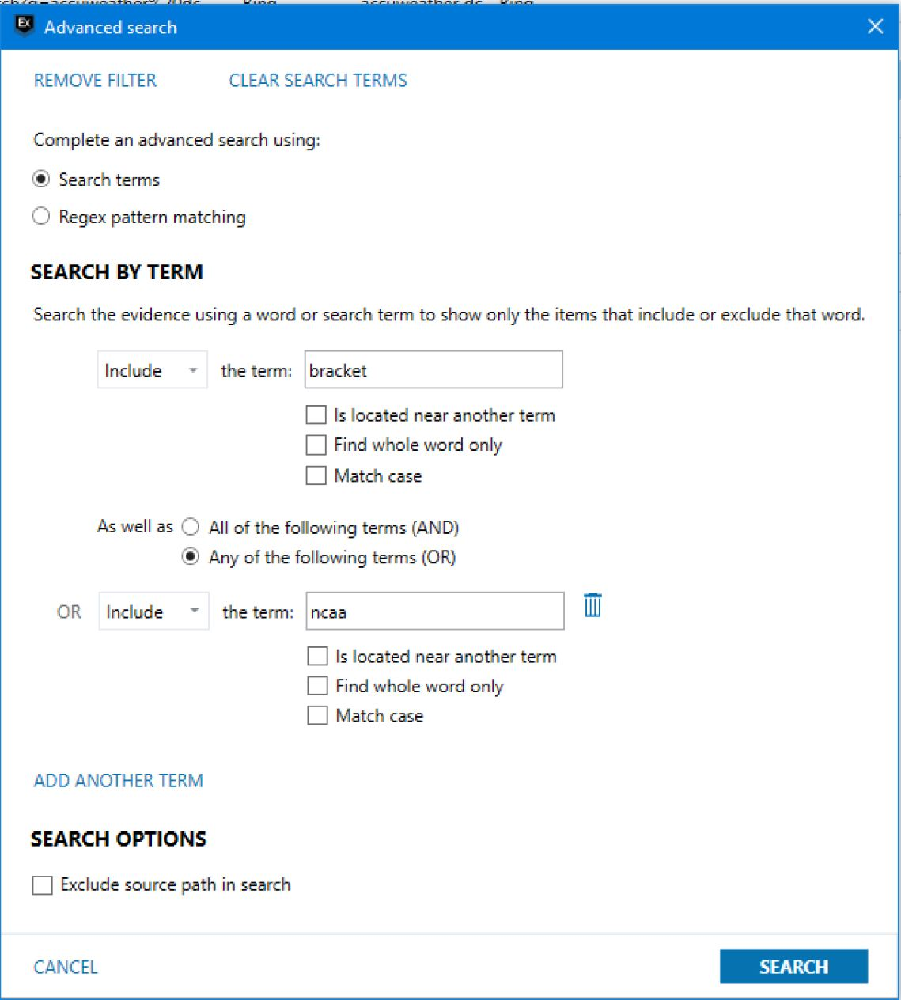 Ex Advanced search
REMOVE FILTER CLEAR SEARCH TERMS
Complete an advanced search using:
Search terms
Regex pattern matching
SEARCH BY TERM
Search the evidence using a word or search term to show only the items that include or exclude that word.
Include the term: bracket
Is located near another term
Find whole word only
Match case
As well as All of the following terms (AND)
Any of the following terms (OR)
OR Include the term: ncaa
Is located near another term
Find whole word only
Match case
ADD ANOTHER TERM
SEARCH OPTIONS
Exclude source path in search
CANCEL SEARCH